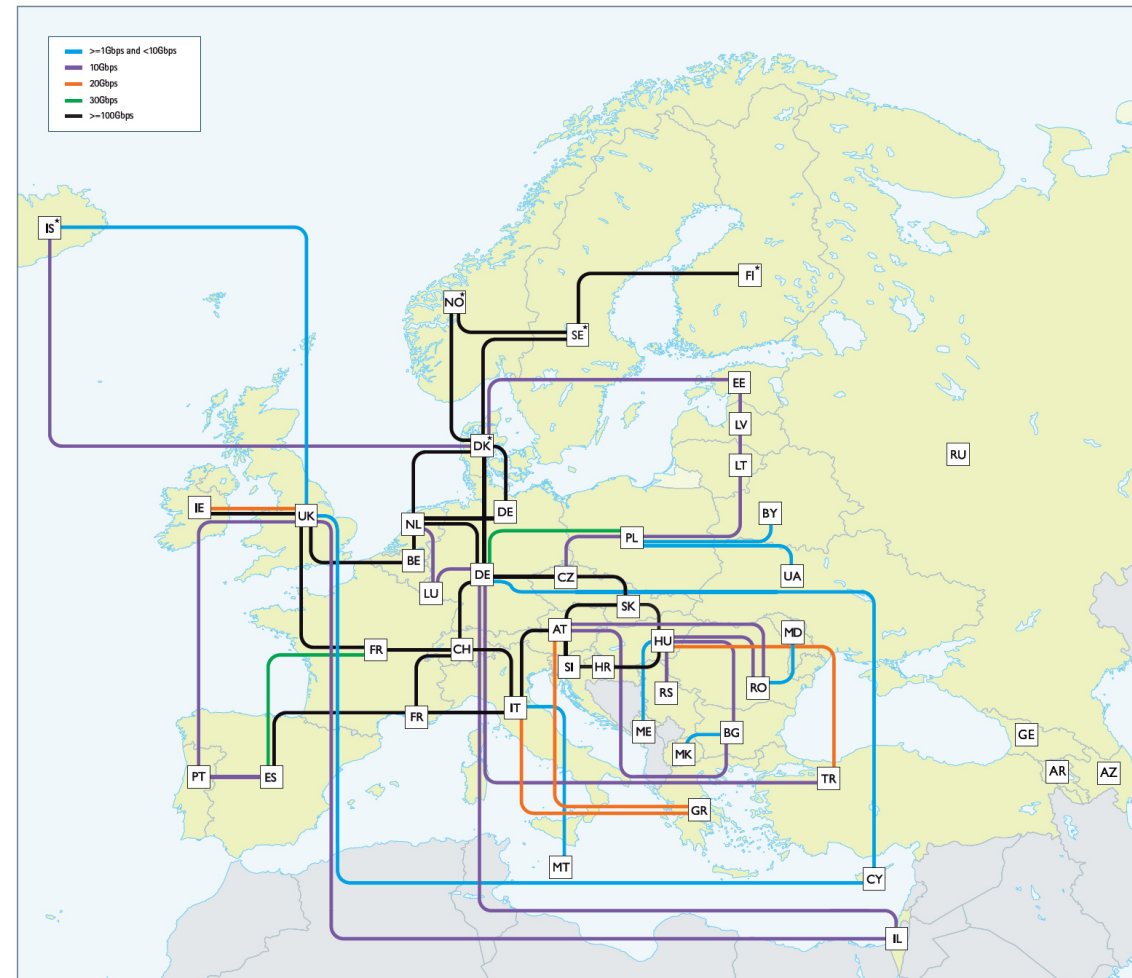 >=1Gbps and <10Gbps
10Gbps
20Gbps
30Gbps
>=100Gbps
IS*
FI*
NO*
SE*
EE
LV
DK*
RU
LT
IE
UK
NL
DE
BY
PL
BE
DE
CZ
UA
LU
SK
AT
MD
HU
FR
CH
SI
HR
RS
RO
IT
FR
ME
BG
GE
MK
PT
ES
TR
AR
AZ
GR
MT
CY
IL